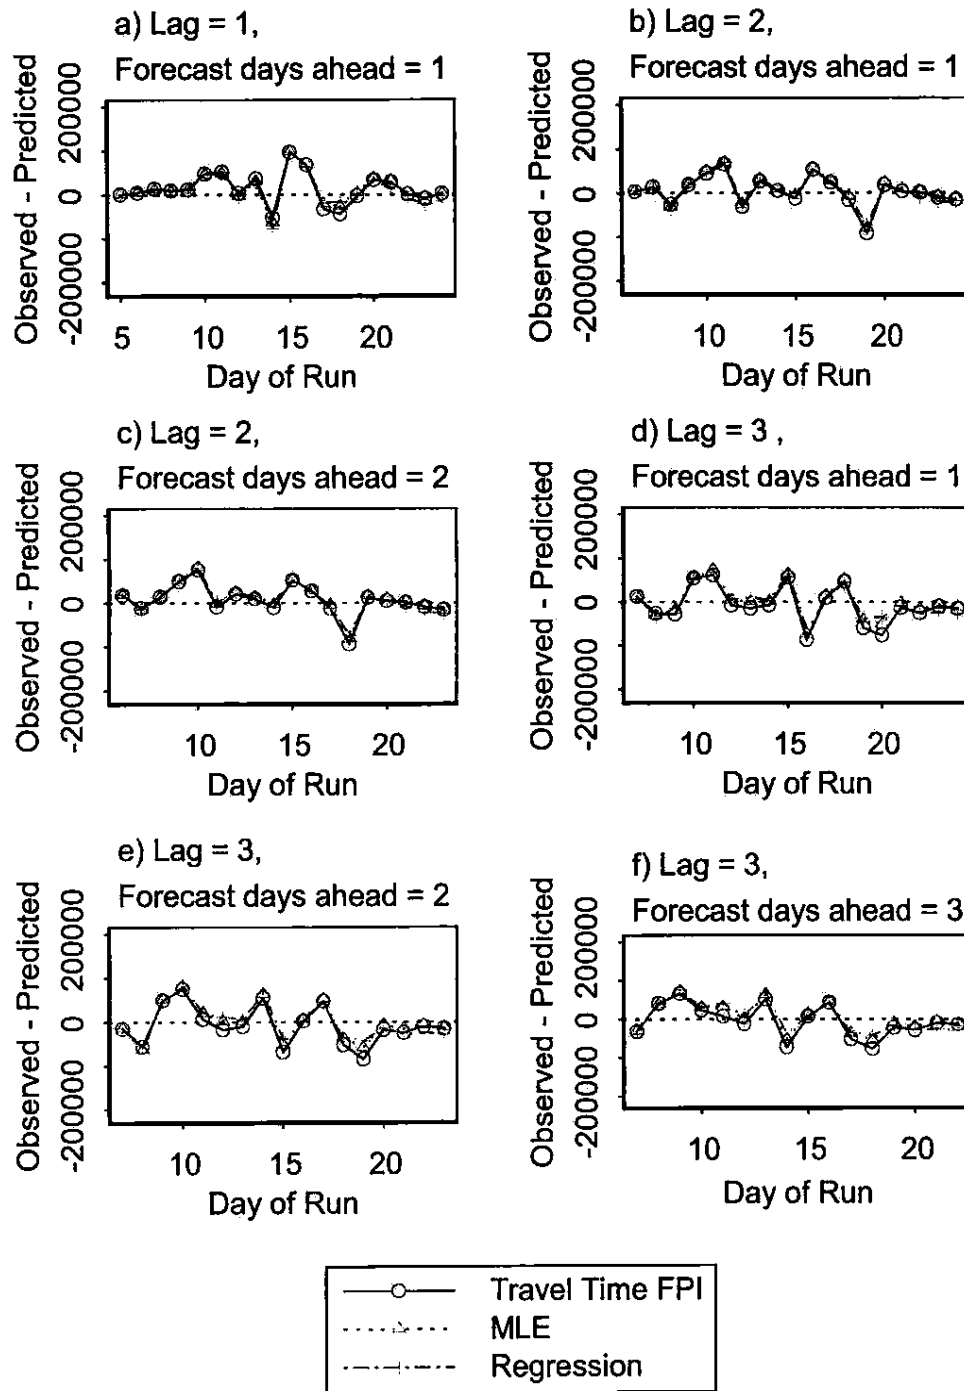 a) Lag = 1,
Forecast days ahead = 1
Observed - Predicted
-200000 0 200000
5 10 15 20
Day of Run
b) Lag = 2,
Forecast days ahead = 1
Observed - Predicted
-200000 0 200000
10 15 20
Day of Run
c) Lag = 2,
Forecast days ahead = 2
Observed - Predicted
-200000 0 200000
10 15 20
Day of Run
d) Lag = 3 ,
Forecast days ahead = 1
Observed - Predicted
-200000 0 200000
10 15 20
Day of Run
e) Lag = 3,
Forecast days ahead = 2
Observed - Predicted
-200000 0 200000
10 15 20
Day of Run
f) Lag = 3,
Forecast days ahead = 3
Observed - Predicted
-200000 0 200000
10 15 20
Day of Run
Travel Time FPI
MLE
Regression